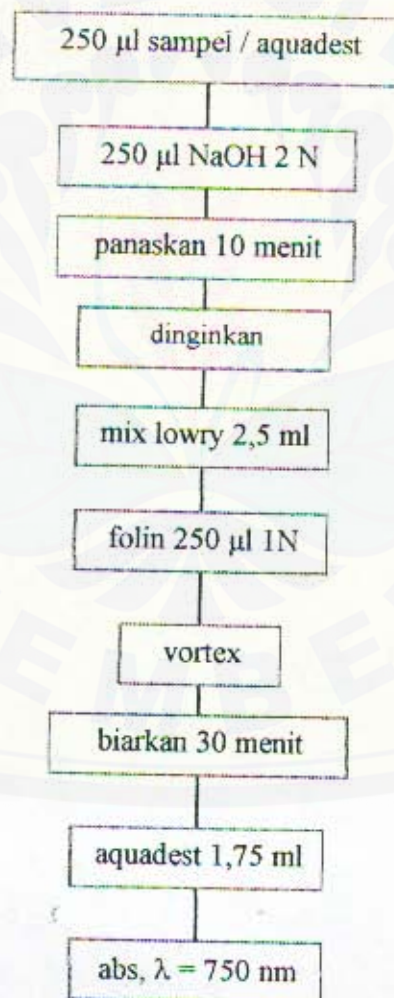 250 µl sampel / aquadest
250 µl NaOH 2 N
panaskan 10 menit
dinginkan
mix lowry 2,5 ml
folin 250 µl 1N
vortex
biarkan 30 menit
aquadest 1,75 ml
abs, λ = 750 nm